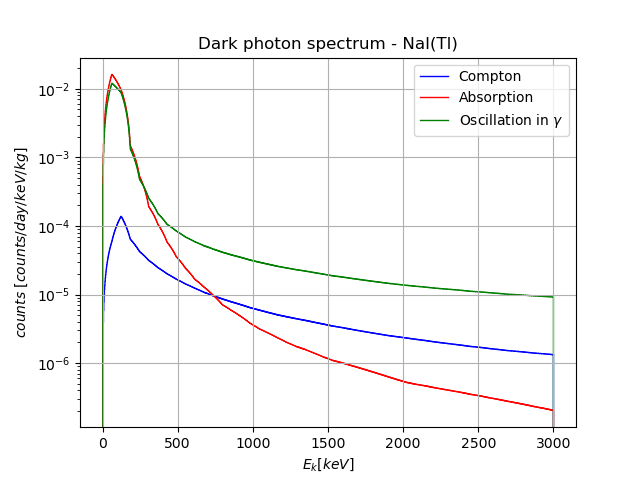 Dark photon spectrum - NaI(Tl)
Compton
Absorption
Oscillation in γ
10⁻²
10⁻³
10⁻⁴
10⁻⁵
10⁻⁶
counts [counts/day/keV/kg]
0 500 1000 1500 2000 2500 3000
E_k[keV]